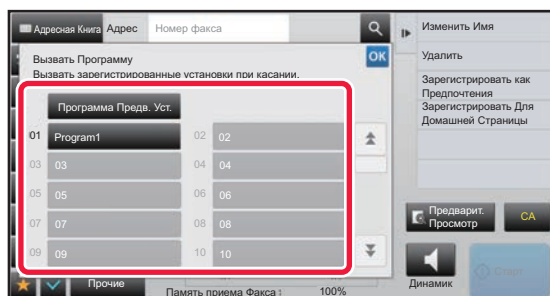 Адресная Книга
Адрес
Номер факса
Вызвать Программу
OK
Вызвать зарегистрированные установки при касании.
Программа Предв. Уст.
01 Program1
02 02
03 03
04 04
05 05
06 06
07 07
08 08
09 09
10 10
Прочие
Память приема Факса:
100%
Изменить Имя
Удалить
Зарегистрировать как
Предпочтения
Зарегистрировать Для
Домашней Страницы
Предварит.
Просмотр
CA
Динамик
Старт